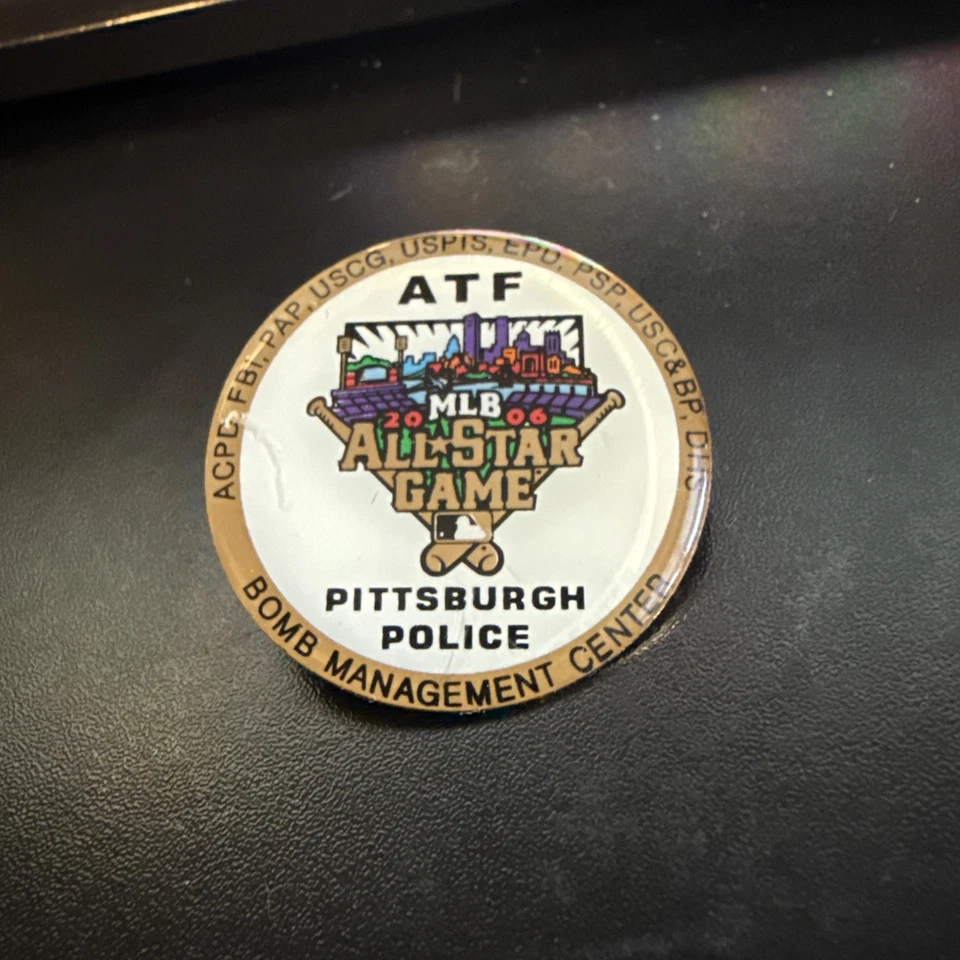 ACPD, FBI, PAP, USCG, USPIS, EPD, PSP, USC&BP, DHS
ATF
MLB
2006
ALL★STAR
GAME
PITTSBURGH
POLICE
BOMB MANAGEMENT CENTER